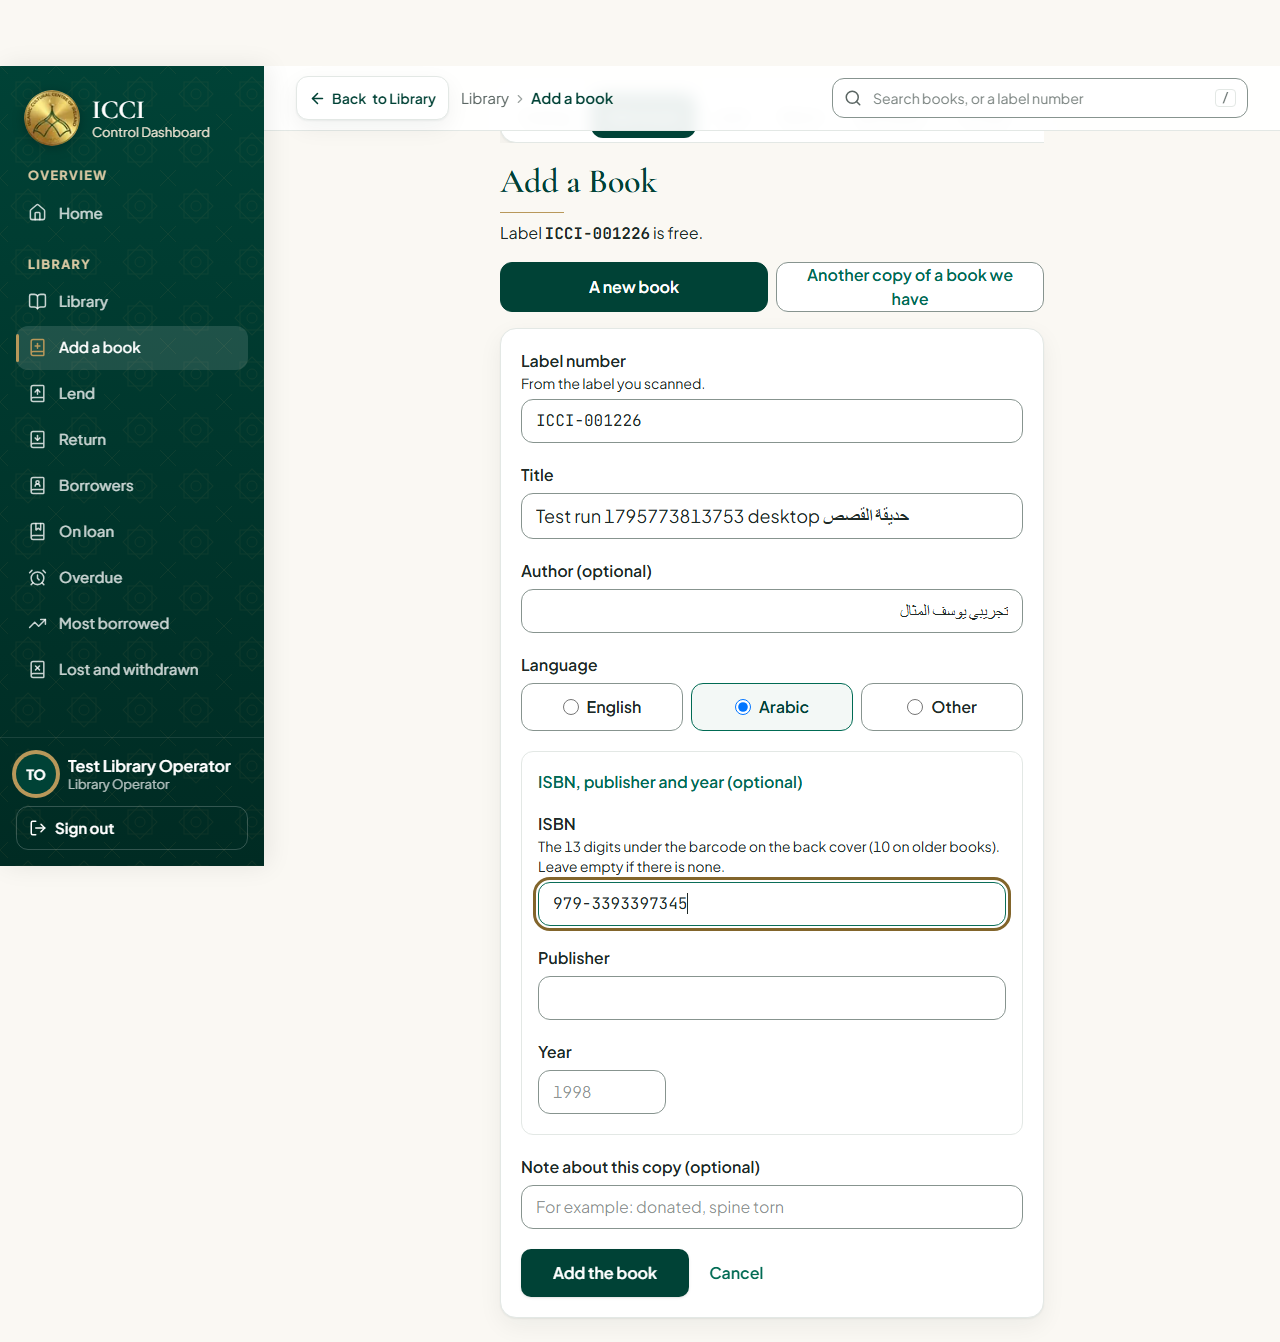 ICCI
Control Dashboard
OVERVIEW
Home
LIBRARY
Library
Add a book
Lend
Return
Borrowers
On loan
Overdue
Most borrowed
Lost and withdrawn
TO
Test Library Operator
Library Operator
Sign out
Back to Library
Library › Add a book
Search books, or a label number
/
Add a Book
Label ICCI-001226 is free.
A new book
Another copy of a book we
have
Label number
From the label you scanned.
ICCI-001226
Title
Test run 1795773813753 desktop حديقة القصص
Author (optional)
تجريبي يوسف المثال
Language
English
Arabic
Other
ISBN, publisher and year (optional)
ISBN
The 13 digits under the barcode on the back cover (10 on older books).
Leave empty if there is none.
979-3393397345
Publisher
Year
1998
Note about this copy (optional)
For example: donated, spine torn
Add the book
Cancel